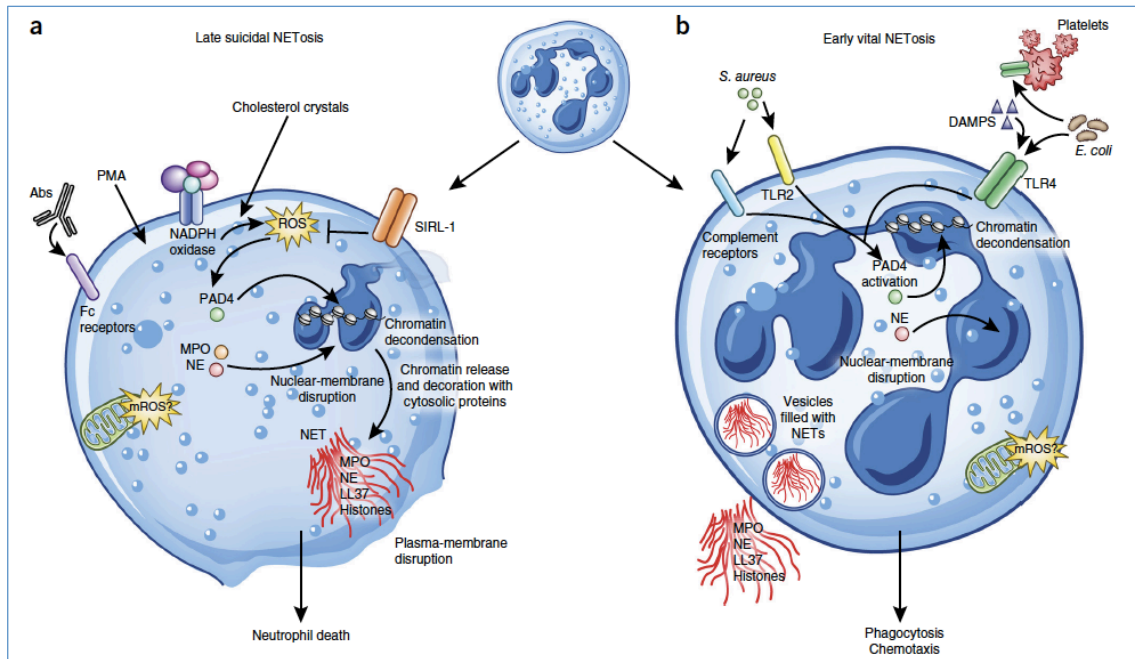 a
Late suicidal NETosis
Cholesterol crystals
PMA
Abs
NADPH
oxidase
ROS
SIRL-1
Fc
receptors
PAD4
MPO
NE
Chromatin
decondensation
Nuclear-membrane
disruption
Chromatin release
and decoration with
cytosolic proteins
mROS?
NET
MPO
NE
LL37
Histones
Plasma-membrane
disruption
Neutrophil death
b
Early vital NETosis
Platelets
S. aureus
DAMPS
E. coli
TLR2
TLR4
Complement
receptors
Chromatin
decondensation
PAD4
activation
NE
Nuclear-membrane
disruption
Vesicles
filled with
NETs
mROS?
MPO
NE
LL37
Histones
Phagocytosis
Chemotaxis